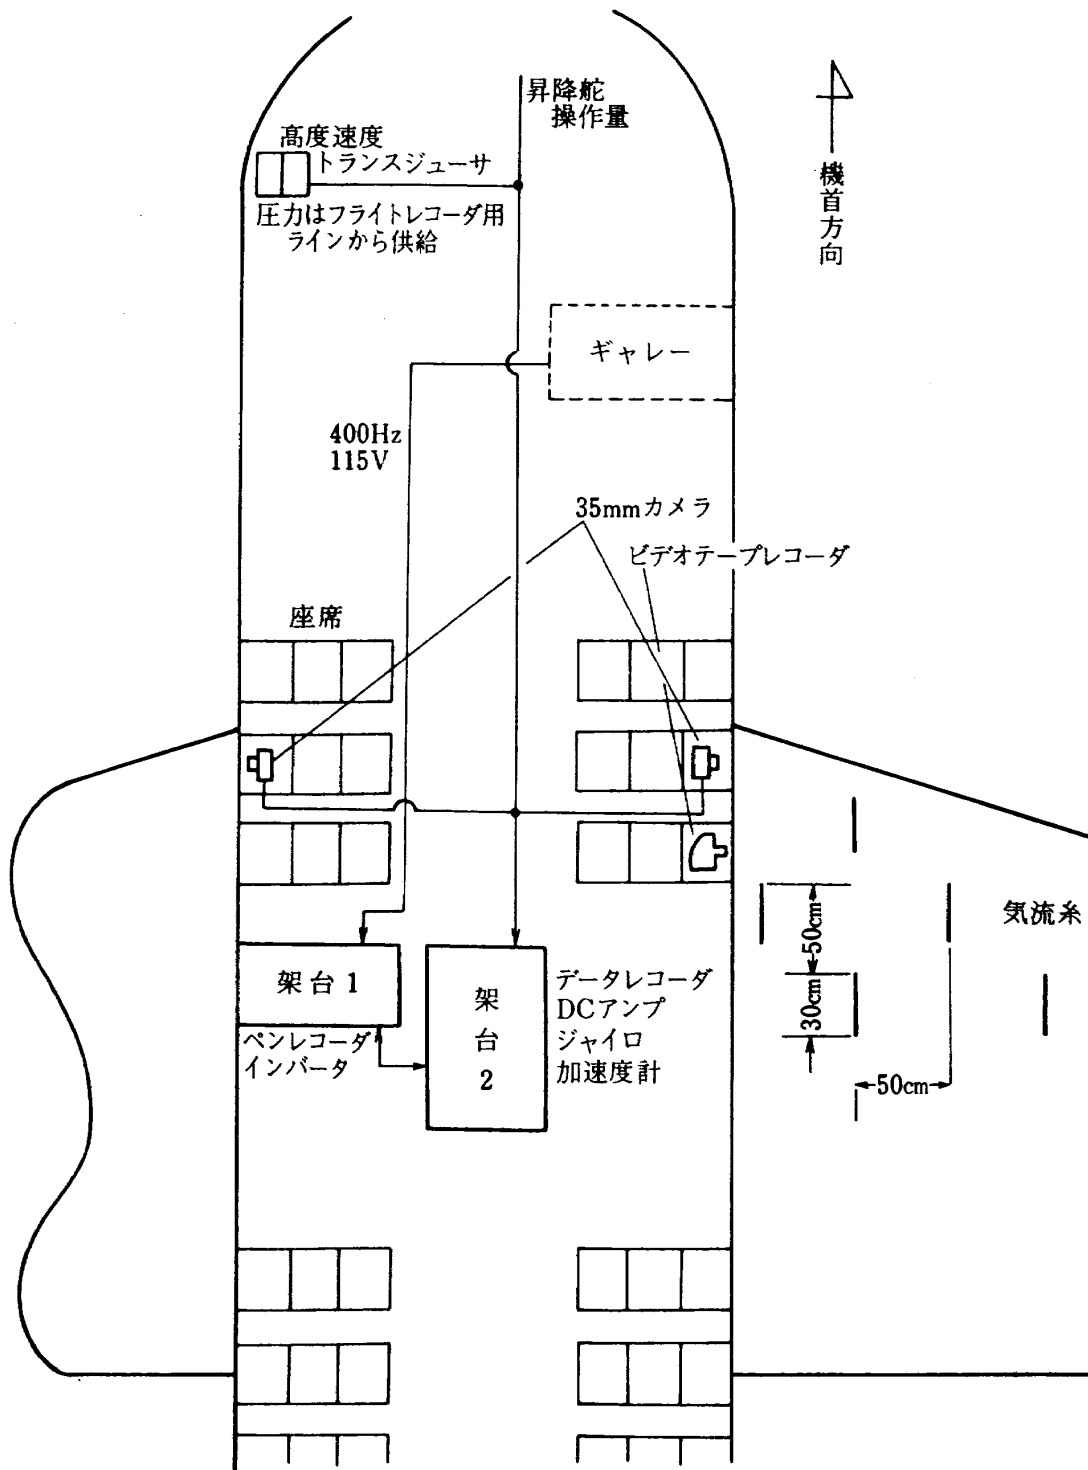 昇降舵
操作量
高度速度
トランスジューサ
圧力はフライトレコーダ用
ラインから供給
機首方向
ギャレー
400Hz
115V
35mmカメラ
ビデオテープレコーダ
座席
気流糸
50cm
30cm
50cm
架台1
架台2
ペンレコーダ
インバータ
データレコーダ
DCアンプ
ジャイロ
加速度計